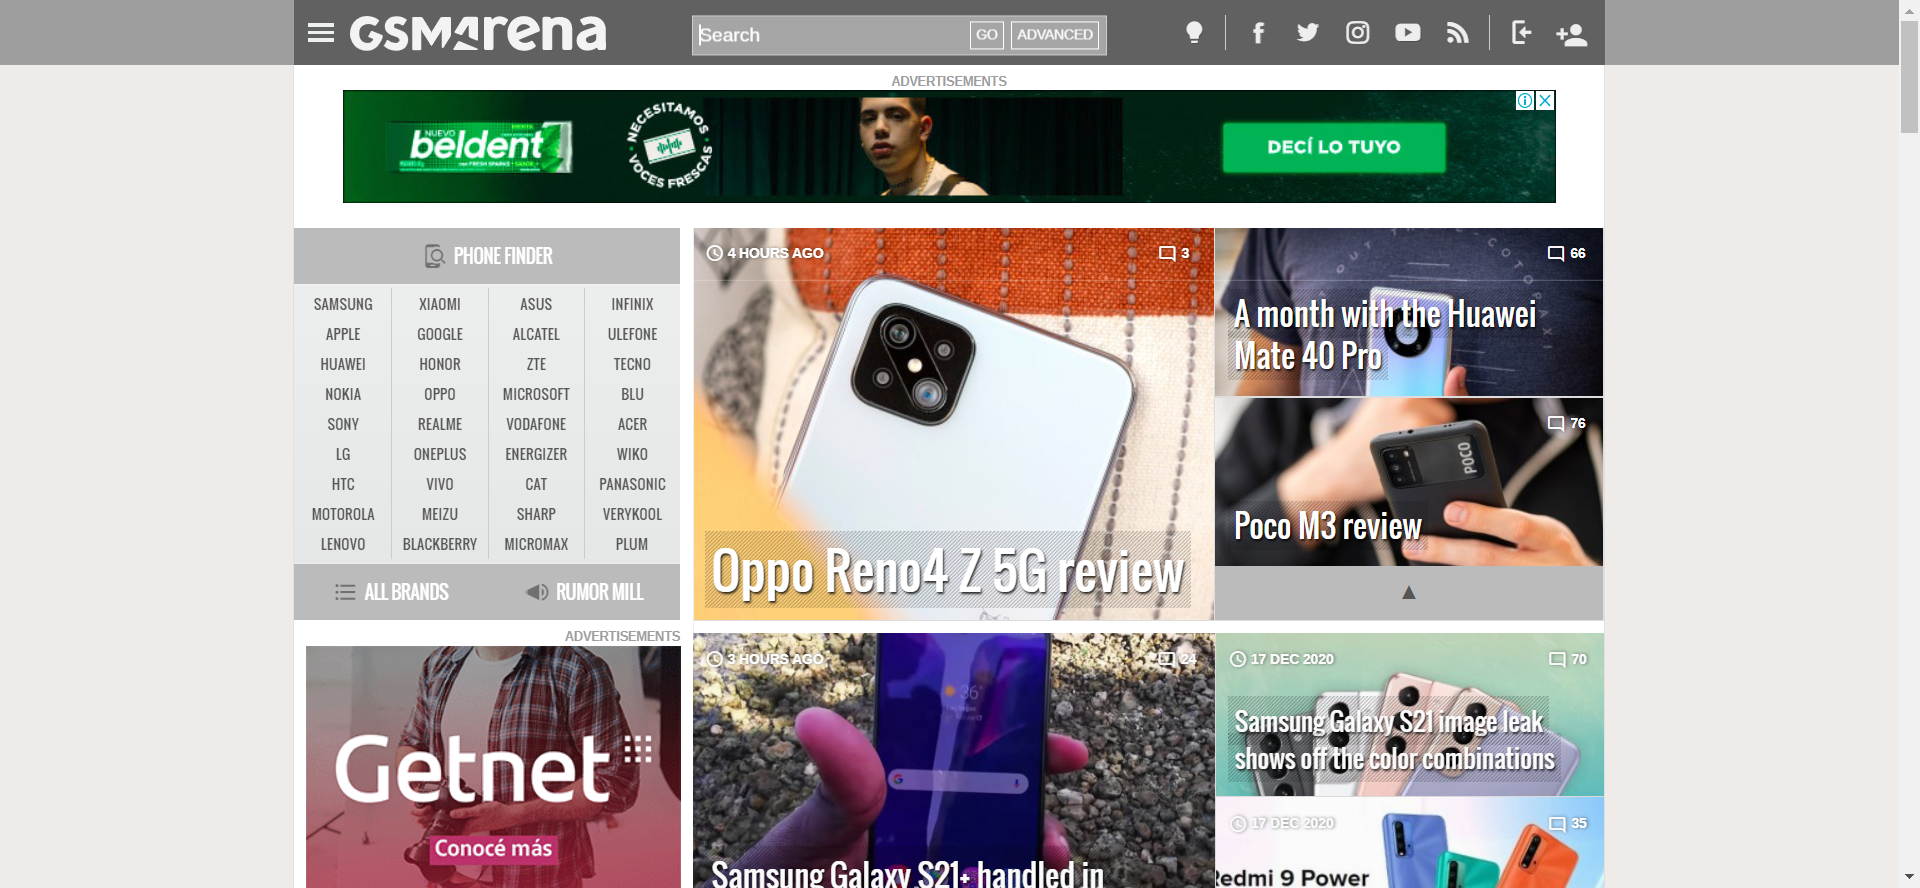 GSMArena
Search
GO
ADVANCED
ADVERTISEMENTS
NUEVO
beldent
NECESITAMOS
VOCES FRESCAS
DECÍ LO TUYO
PHONE FINDER
SAMSUNG XIAOMI ASUS INFINIX
APPLE GOOGLE ALCATEL ULEFONE
HUAWEI HONOR ZTE TECNO
NOKIA OPPO MICROSOFT BLU
SONY REALME VODAFONE ACER
LG ONEPLUS ENERGIZER WIKO
HTC VIVO CAT PANASONIC
MOTOROLA MEIZU SHARP VERYKOOL
LENOVO BLACKBERRY MICROMAX PLUM
ALL BRANDS
RUMOR MILL
4 HOURS AGO
3
Oppo Reno4 Z 5G review
66
A month with the Huawei
Mate 40 Pro
76
POCO
Poco M3 review
ADVERTISEMENTS
Getnet
Conocé más
3 HOURS AGO
24
36°
Samsung Galaxy S21+ handled in
17 DEC 2020
70
Samsung Galaxy S21 image leak
shows off the color combinations
17 DEC 2020
35
Redmi 9 Power